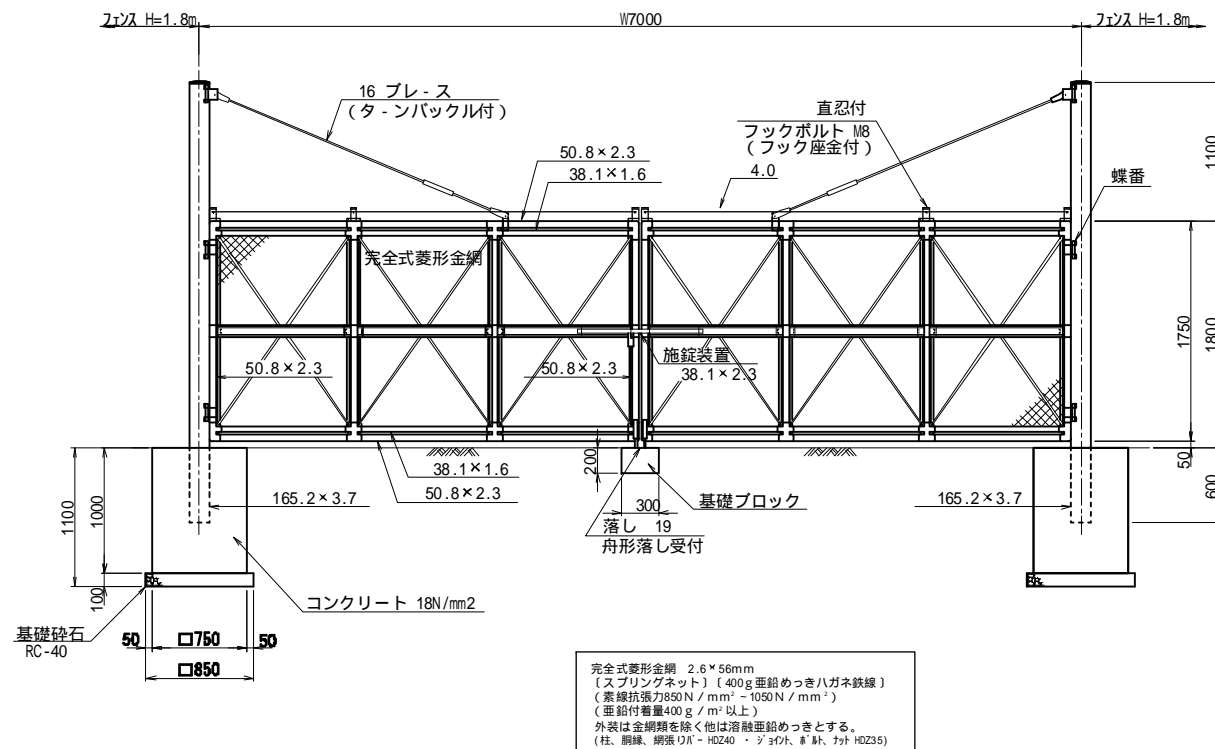 フェンス H=1.8m
W7000
フェンス H=1.8m
16 ブレ-ス
(タ-ンバックル付)
直忍付
フックボルト M8
(フック座金付)
50.8×2.3
38.1×1.6
4.0
蝶番
1100
完全式菱形金網
1750
1800
施錠装置
38.1×2.3
50.8×2.3
50.8×2.3
50
600
200
300
38.1×1.6
50.8×2.3
165.2×3.7
165.2×3.7
基礎ブロック
落し 19
舟形落し受付
1100
1000
100
コンクリート 18N/mm2
基礎砕石
RC-40
50
□750
50
□850
完全式菱形金網 2.6×56mm
〔スプリングネット〕〔400g亜鉛めっきハガネ鉄線〕
(素線抗張力850N/mm²~1050N/mm²)
(亜鉛付着量400g/m²以上)
外装は金網類を除く他は溶融亜鉛めっきとする。
(柱、胴縁、網張りバ- HDZ40 ・ ジョイント、ボルト、ナット HDZ35)